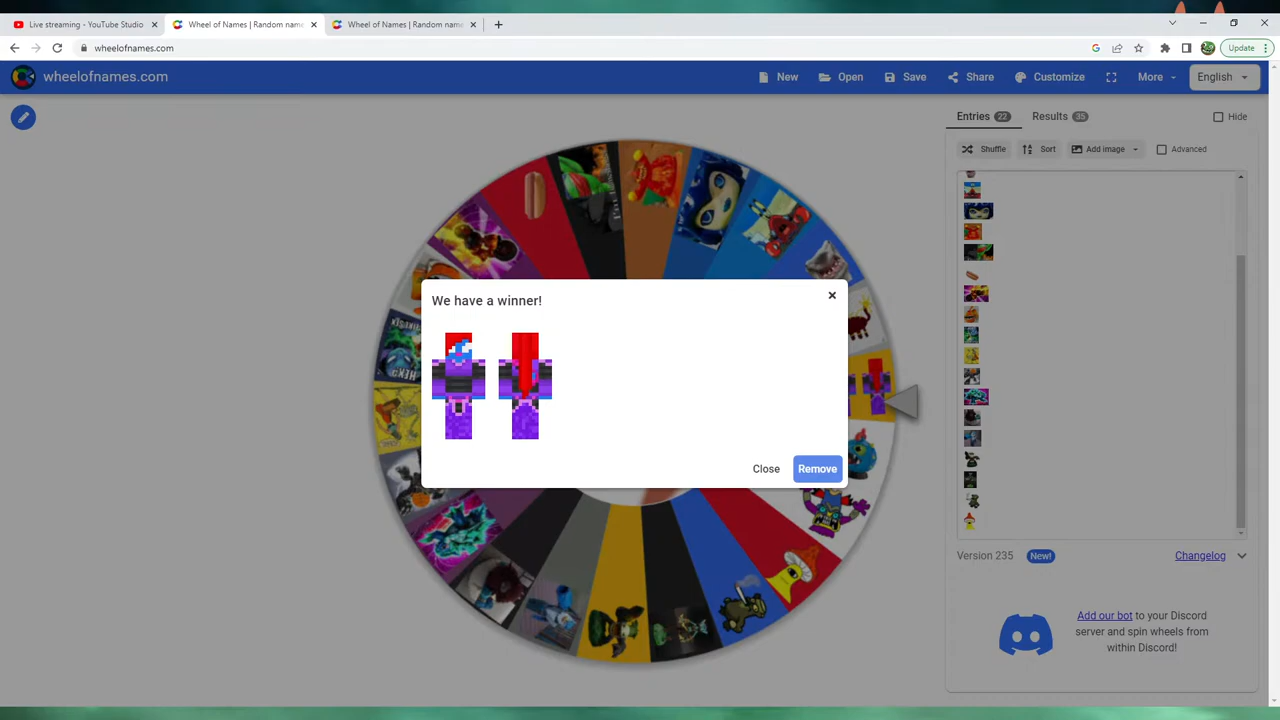 Live streaming - YouTube Studio
Wheel of Names | Random name
Wheel of Names | Random name
wheelofnames.com
Update
wheelofnames.com
New
Open
Save
Share
Customize
More
English
Entries 22
Results 35
Hide
Shuffle
Sort
Add image
Advanced
We have a winner!
Close
Remove
Version 235
New!
Changelog
Add our bot to your Discord
server and spin wheels from
within Discord!